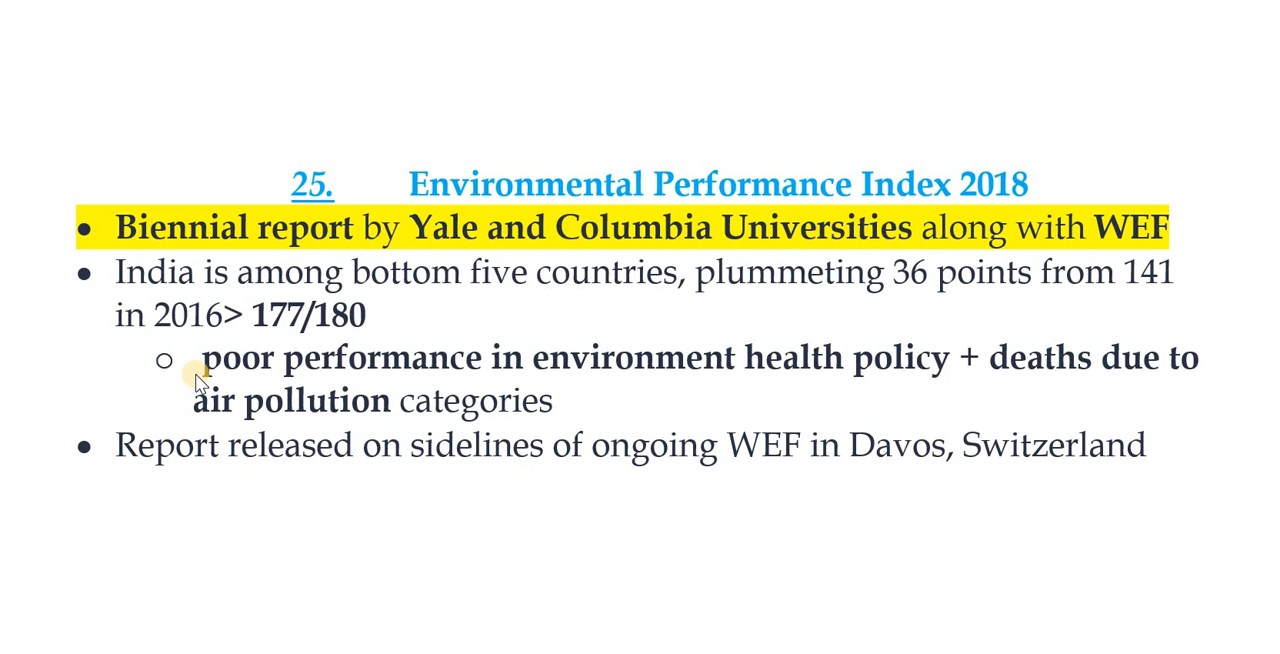 25. Environmental Performance Index 2018
• Biennial report by Yale and Columbia Universities along with WEF
• India is among bottom five countries, plummeting 36 points from 141
in 2016> 177/180
o poor performance in environment health policy + deaths due to
air pollution categories
• Report released on sidelines of ongoing WEF in Davos, Switzerland